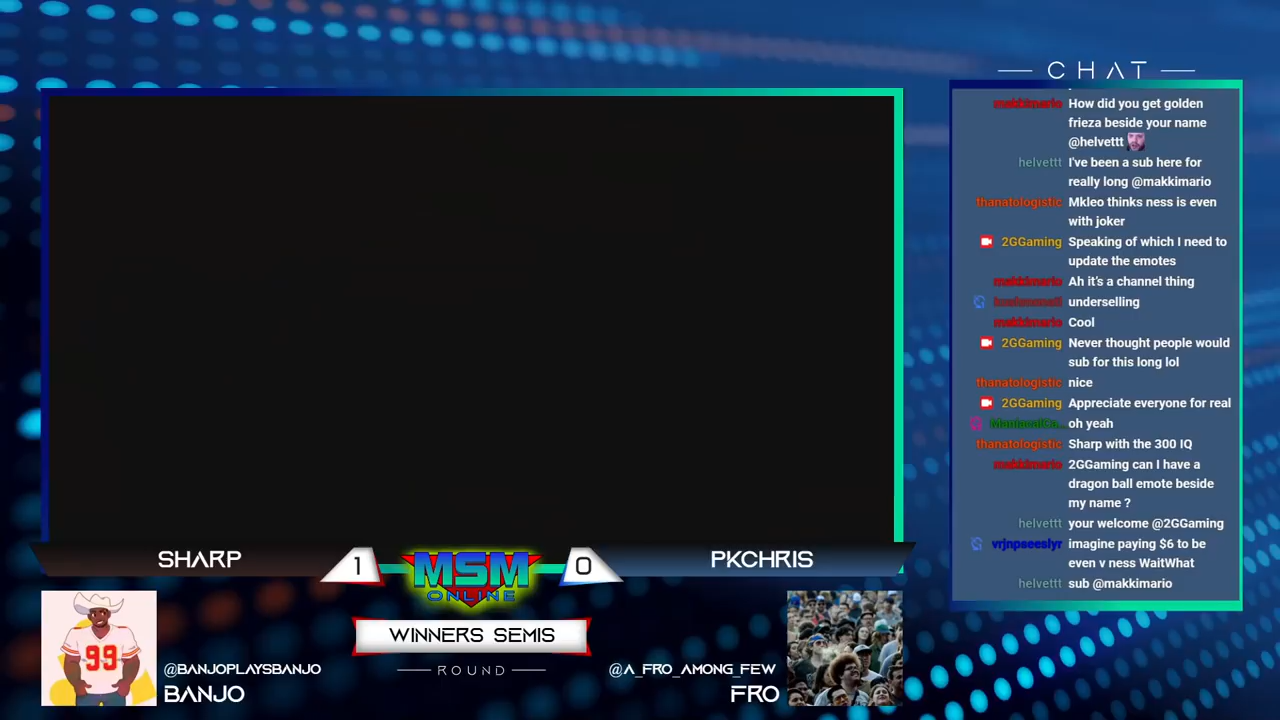 CHAT
makkimario How did you get golden
frieza beside your name
@helvettt
helvettt I've been a sub here for
really long @makkimario
thanatologistic Mkleo thinks ness is even
with joker
2GGaming Speaking of which I need to
update the emotes
makkimario Ah it's a channel thing
underselling
makkimario Cool
2GGaming Never thought people would
sub for this long lol
thanatologistic nice
2GGaming Appreciate everyone for real
oh yeah
thanatologistic Sharp with the 300 IQ
makkimario 2GGaming can I have a
dragon ball emote beside
my name ?
helvettt your welcome @2GGaming
vrjnpseeslyr imagine paying $6 to be
even v ness WaitWhat
helvettt sub @makkimario
SHARP 1 MSM 0 PKCHRIS
ONLINE
WINNERS SEMIS
ROUND
99
@BANJOPLAYSBANJO
BANJO
@A_FRO_AMONG_FEW
FRO